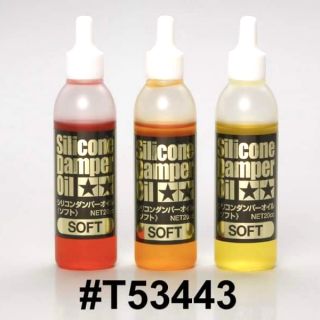 Silicone
Damper
Oil
シリコンダンパーオイル
(ソフト) NET20cc
SOFT
Silicone
Damper
Oil
シリコンダンパーオイル
(ソフト) NET20cc
SOFT
Silicone
Damper
Oil
シリコンダンパーオイル
(ソフト) NET20cc
SOFT
#T53443